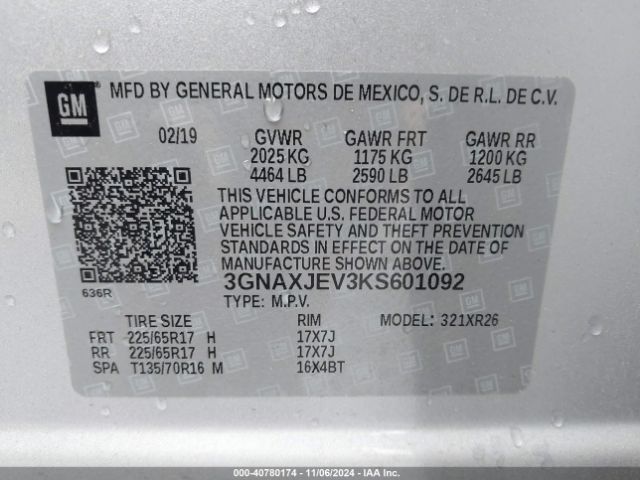 GM
MFD BY GENERAL MOTORS DE MEXICO, S. DE R.L. DE C.V.
02/19 GVWR GAWR FRT GAWR RR
2025 KG 1175 KG 1200 KG
4464 LB 2590 LB 2645 LB
THIS VEHICLE CONFORMS TO ALL
APPLICABLE U.S. FEDERAL MOTOR
VEHICLE SAFETY AND THEFT PREVENTION
STANDARDS IN EFFECT ON THE DATE OF
MANUFACTURE SHOWN ABOVE.
636R
3GNAXJEV3KS601092
TYPE: M.P.V.
TIRE SIZE RIM MODEL: 321XR26
FRT 225/65R17 H 17X7J
RR 225/65R17 H 17X7J
SPA T135/70R16 M 16X4BT
000-40780174 - 11/06/2024 - IAAI.com